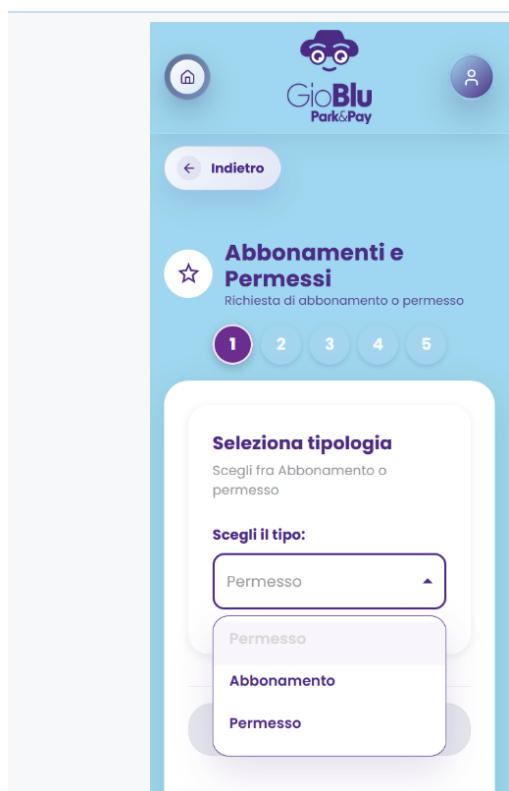 GioBlu
Park&Pay
Indietro
Abbonamenti e
Permessi
Richiesta di abbonamento o permesso
1 2 3 4 5
Seleziona tipologia
Scegli fra Abbonamento o
permesso
Scegli il tipo:
Permesso
Permesso
Abbonamento
Permesso